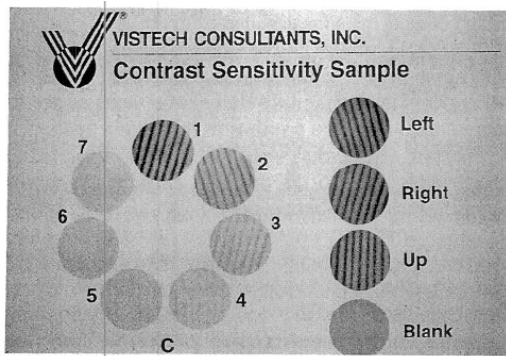 ®
VISTECH CONSULTANTS, INC.
Contrast Sensitivity Sample
1
2
3
4
5
6
7
C
Left
Right
Up
Blank